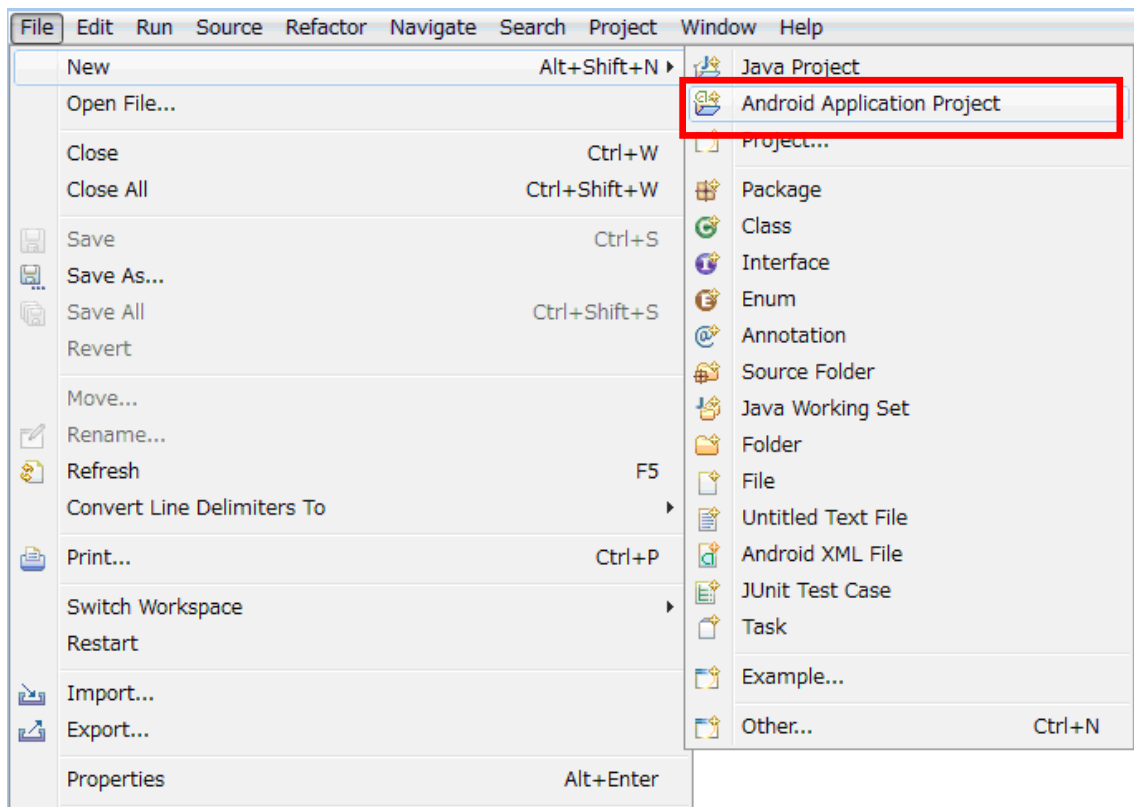 File Edit Run Source Refactor Navigate Search Project Window Help
New Alt+Shift+N
Open File...
Close Ctrl+W
Close All Ctrl+Shift+W
Save Ctrl+S
Save As...
Save All Ctrl+Shift+S
Revert
Move...
Rename...
Refresh F5
Convert Line Delimiters To
Print... Ctrl+P
Switch Workspace
Restart
Import...
Export...
Properties Alt+Enter
Java Project
Android Application Project
Project...
Package
Class
Interface
Enum
Annotation
Source Folder
Java Working Set
Folder
File
Untitled Text File
Android XML File
JUnit Test Case
Task
Example...
Other... Ctrl+N